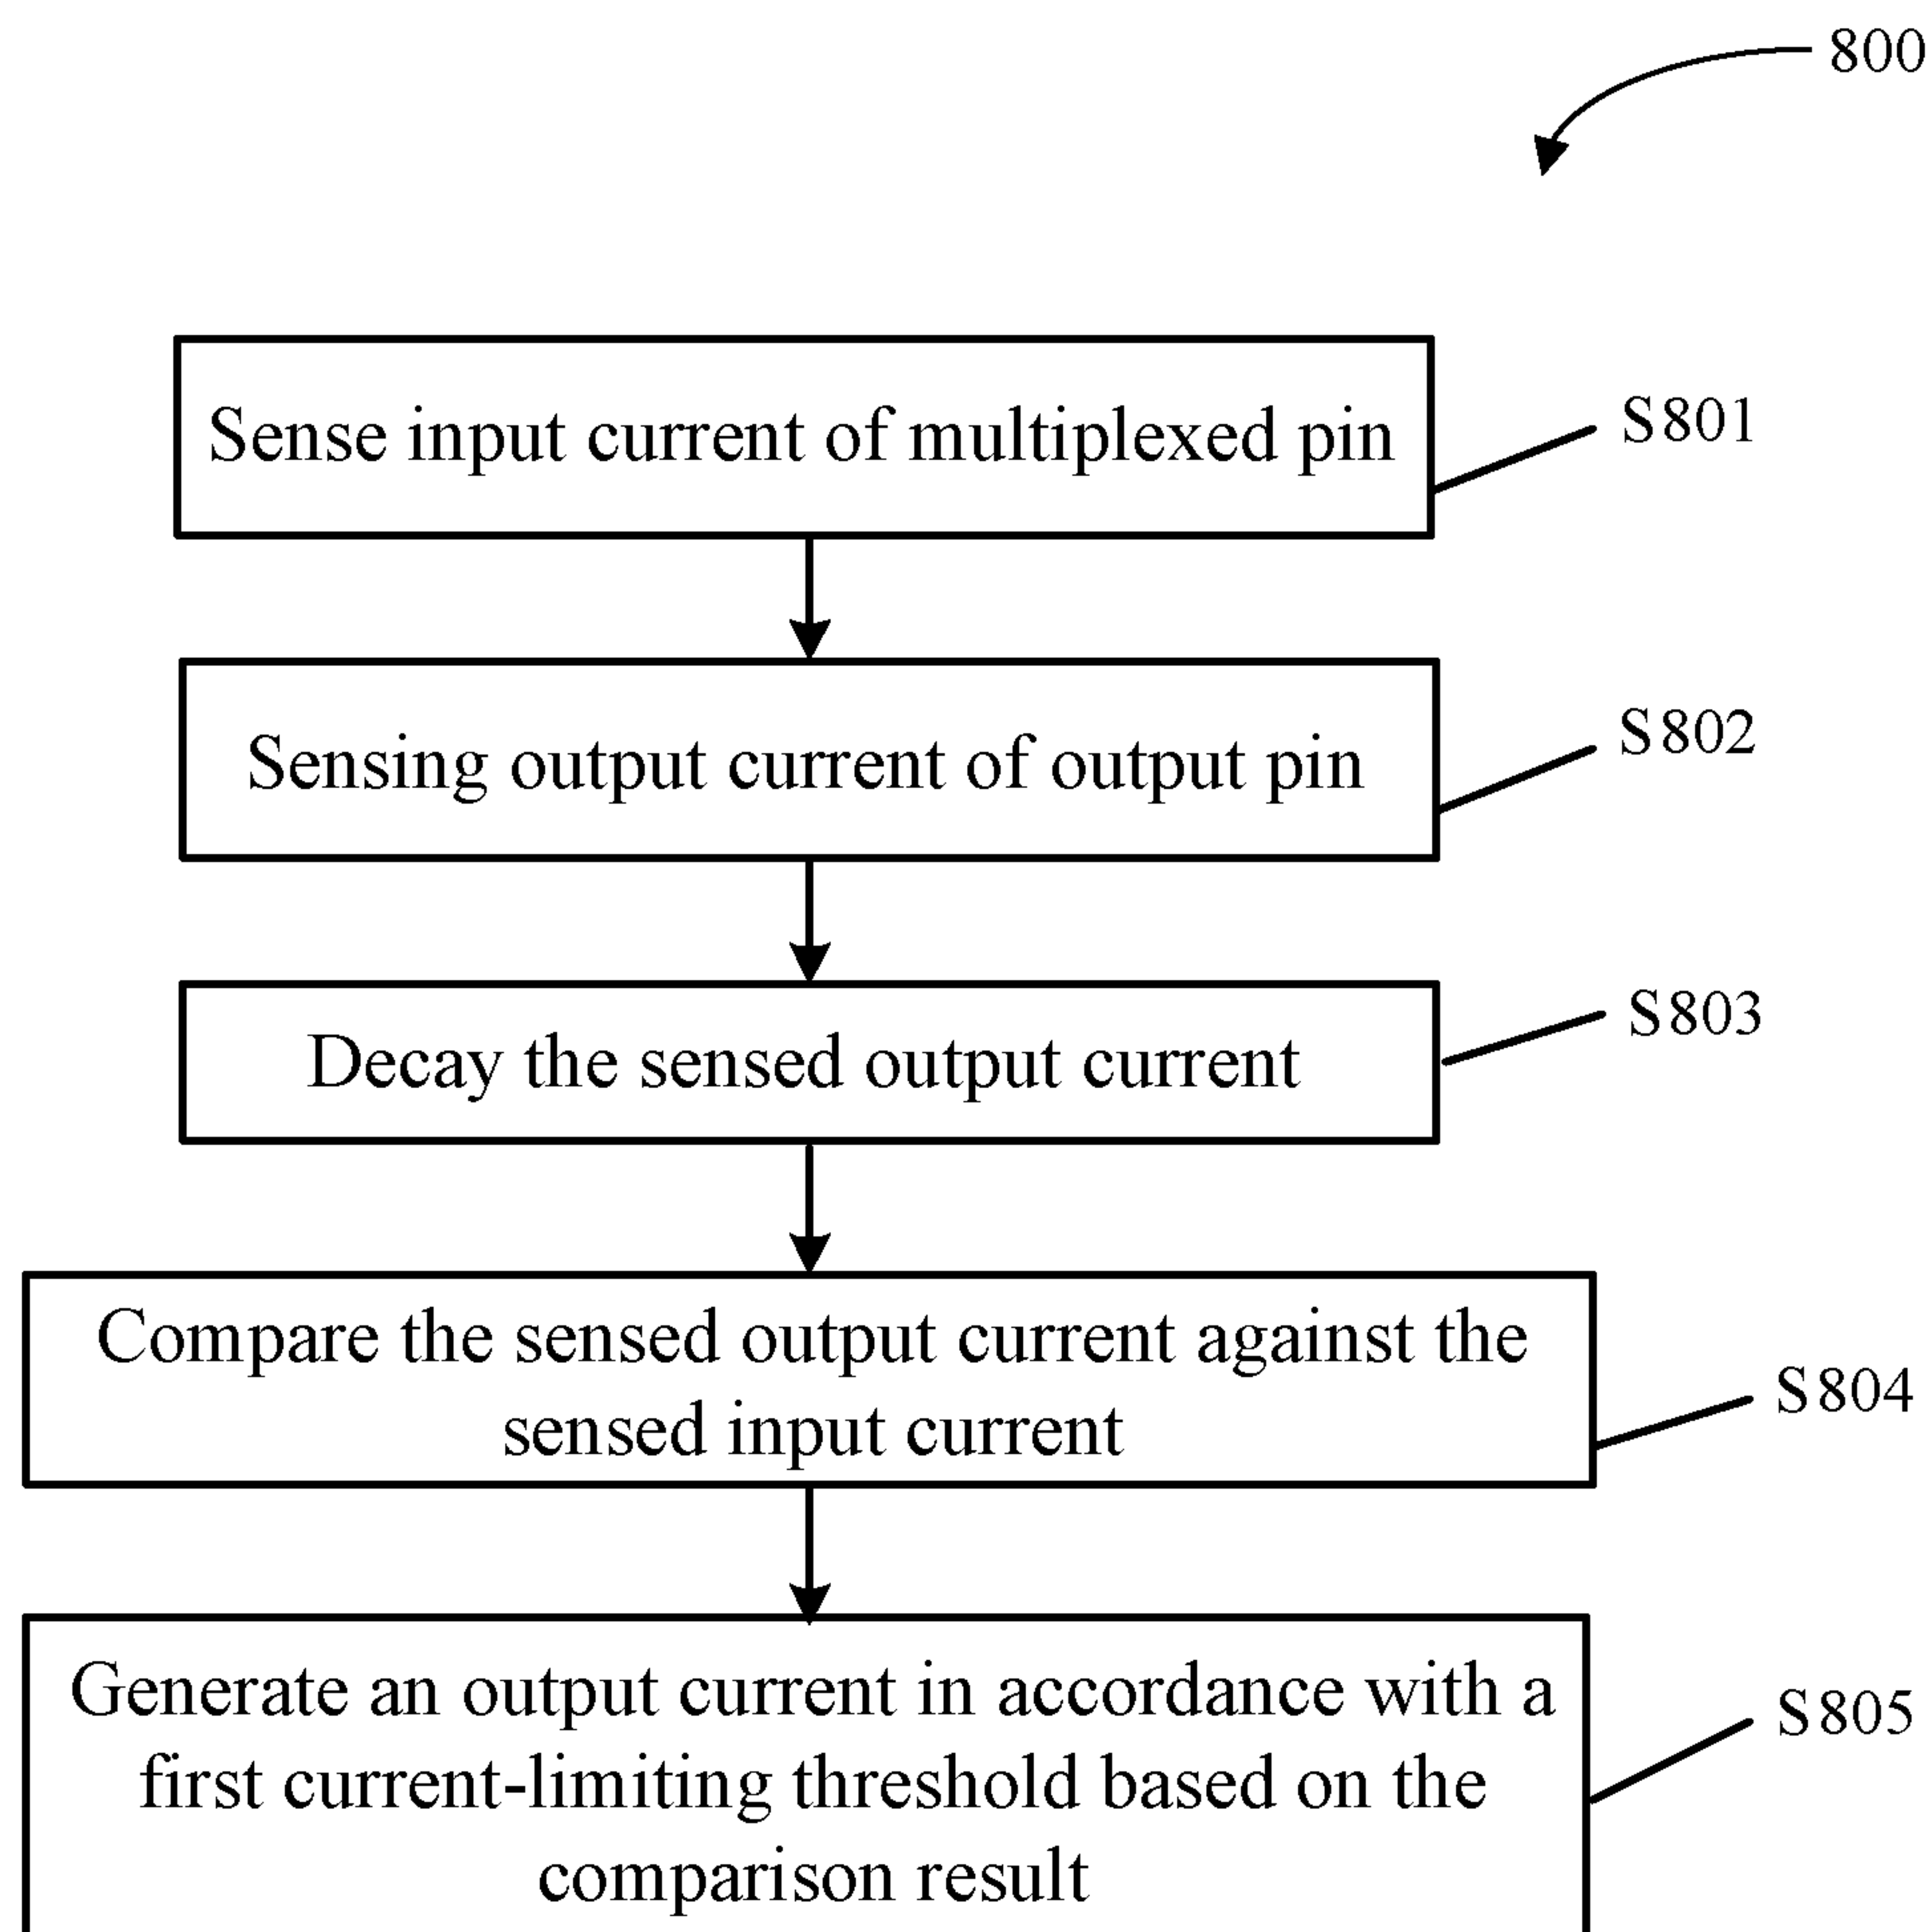 800
Sense input current of multiplexed pin
S801
Sensing output current of output pin
S802
Decay the sensed output current
S803
Compare the sensed output current against the
sensed input current
S804
Generate an output current in accordance with a
first current-limiting threshold based on the
comparison result
S805